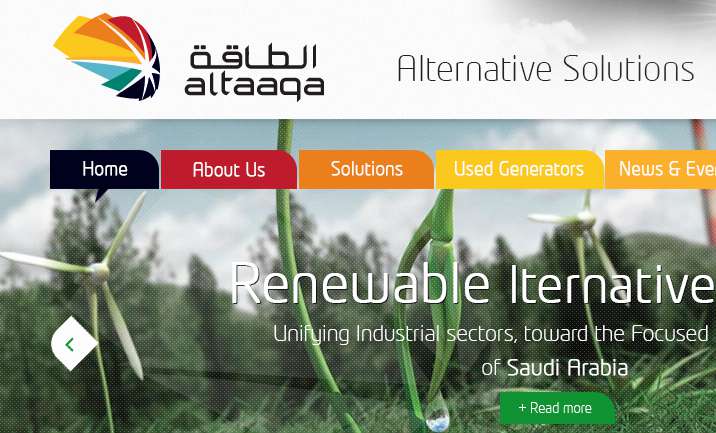 الطاقة
altaaqa
Alternative Solutions
Home
About Us
Solutions
Used Generators
News & Eve
Renewable Iternative
Unifying Industrial sectors, toward the Focused
of Saudi Arabia
+ Read more